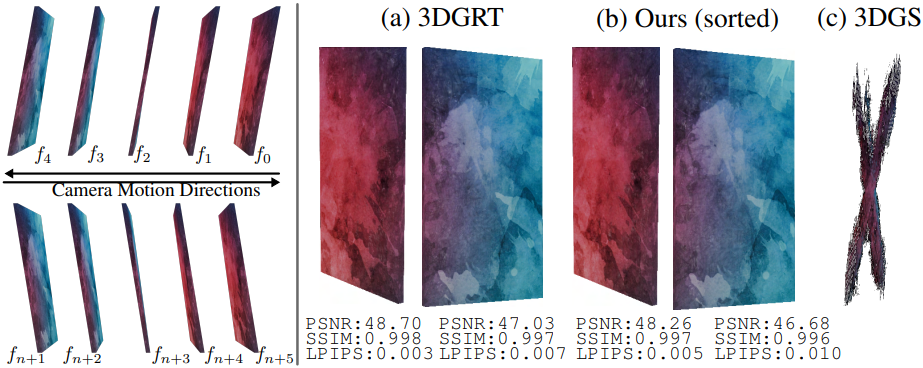 (a) 3DGRT
(b) Ours (sorted)
(c) 3DGS
f4 f3 f2 f1 f0
Camera Motion Directions
fn+1 fn+2 fn+3 fn+4 fn+5
PSNR:48.70 PSNR:47.03 PSNR:48.26 PSNR:46.68
SSIM:0.998 SSIM:0.997 SSIM:0.997 SSIM:0.996
LPIPS:0.003 LPIPS:0.007 LPIPS:0.005 LPIPS:0.010